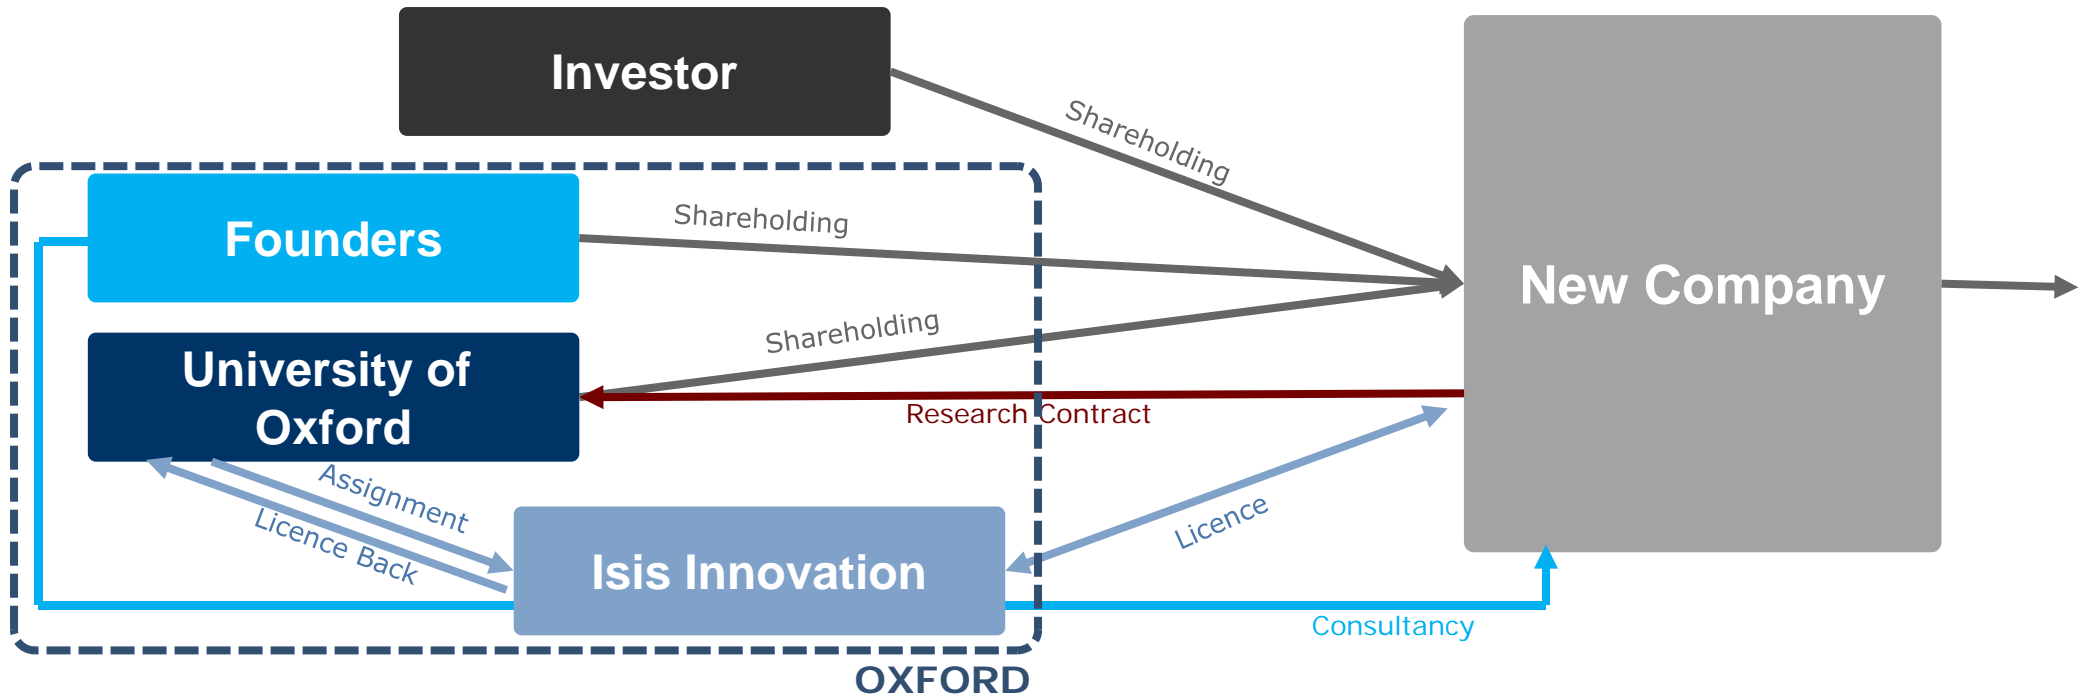 Investor
Shareholding
Founders
Shareholding
New Company
Shareholding
University of
Oxford
Research Contract
Assignment
Licence Back
Licence
Isis Innovation
Consultancy
OXFORD